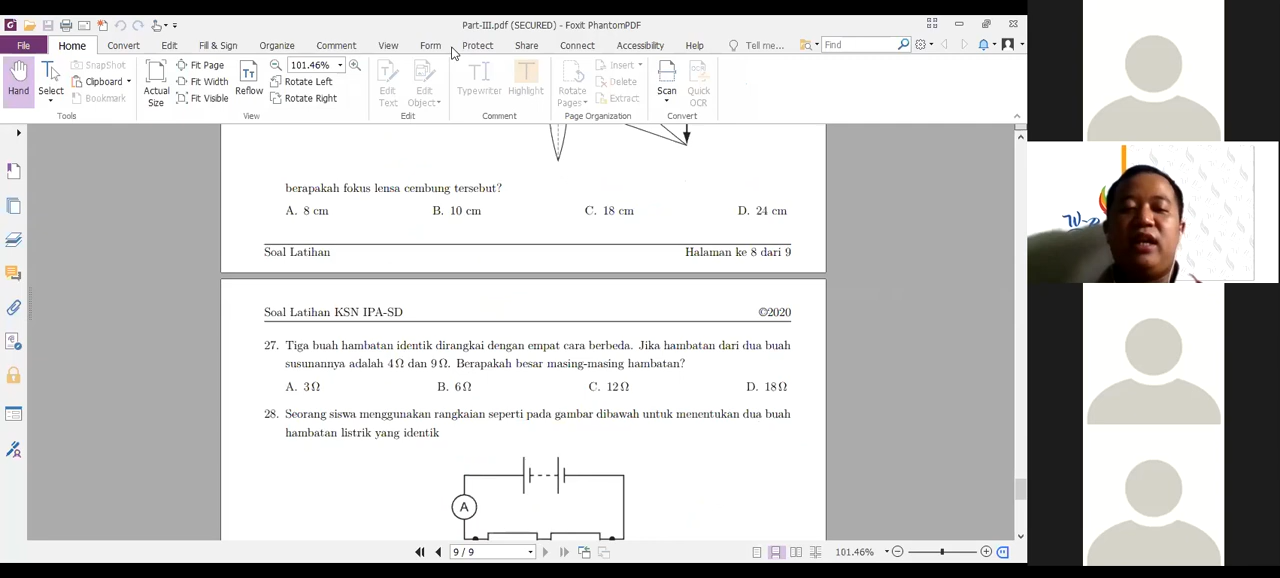 Part-III.pdf (SECURED) - Foxit PhantomPDF
File Home Convert Edit Fill & Sign Organize Comment View Form Protect Share Connect Accessibility Help Tell me... Find
Hand
Select
SnapShot
Clipboard
Bookmark
Tools
Actual Size
Fit Page
Fit Width
Fit Visible
Reflow
101.46%
Rotate Left
Rotate Right
View
Edit Text
Edit Object
Edit
Typewriter
Highlight
Comment
Rotate Pages
Insert
Delete
Extract
Page Organization
Scan
Quick OCR
Convert
berapakah fokus lensa cembung tersebut?
A. 8 cm B. 10 cm C. 18 cm D. 24 cm
Soal Latihan Halaman ke 8 dari 9
Soal Latihan KSN IPA-SD ©2020
27. Tiga buah hambatan identik dirangkai dengan empat cara berbeda. Jika hambatan dari dua buah
susunannya adalah 4 Ω dan 9 Ω. Berapakah besar masing-masing hambatan?
A. 3 Ω B. 6 Ω C. 12 Ω D. 18 Ω
28. Seorang siswa menggunakan rangkaian seperti pada gambar dibawah untuk menentukan dua buah
hambatan listrik yang identik
A
9 / 9
101.46%